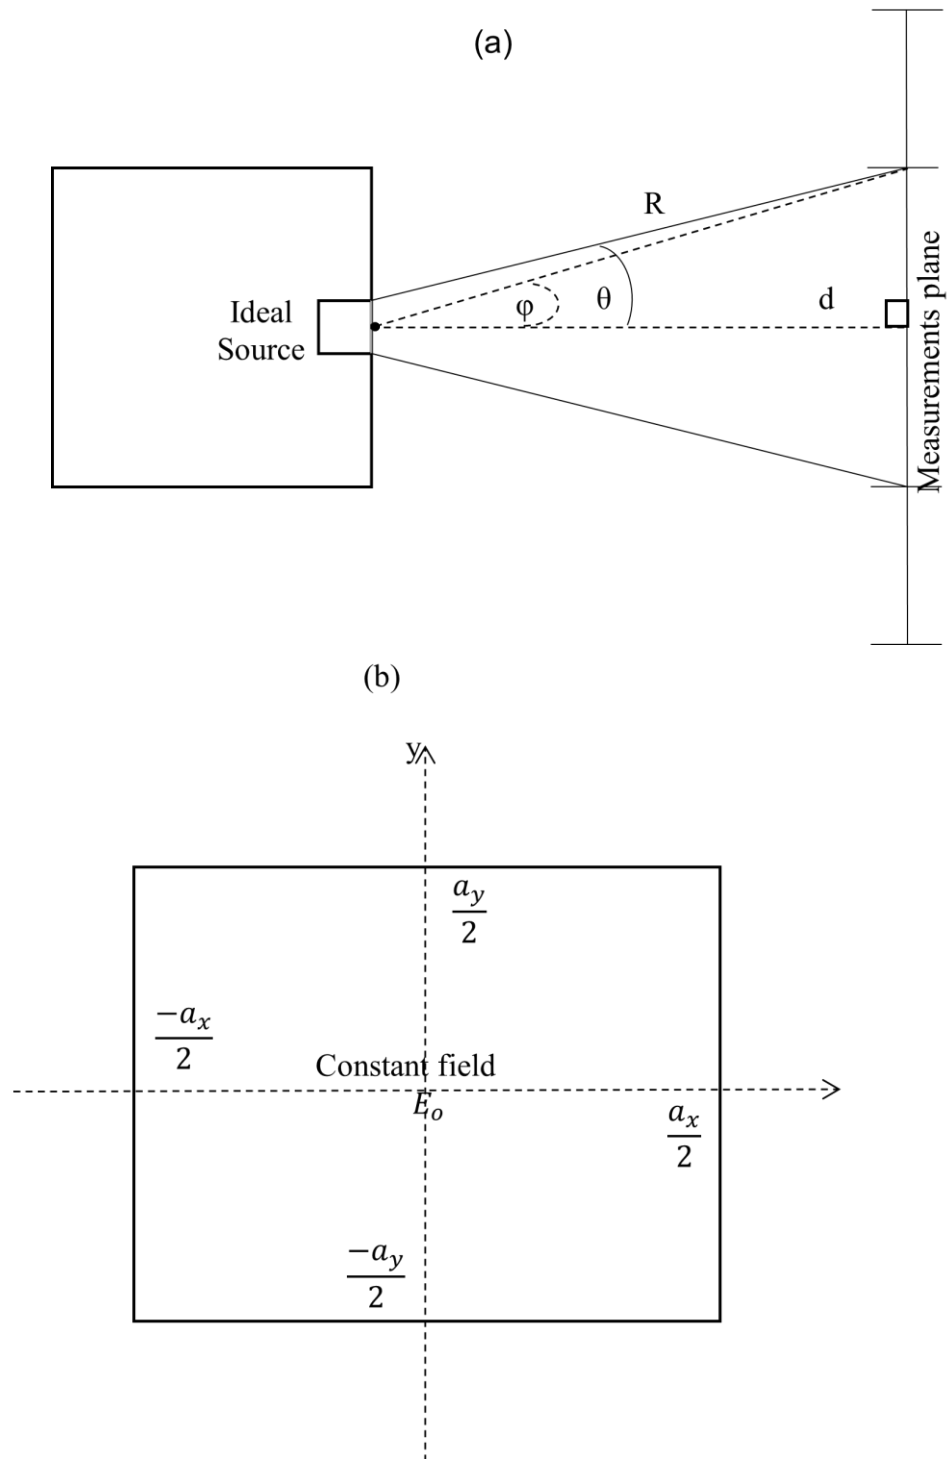 (a)
R
Ideal
Source
φ
θ
d
Measurements plane
(b)
y
a_y
2
−a_x
2
Constant field
E_o
a_x
2
−a_y
2